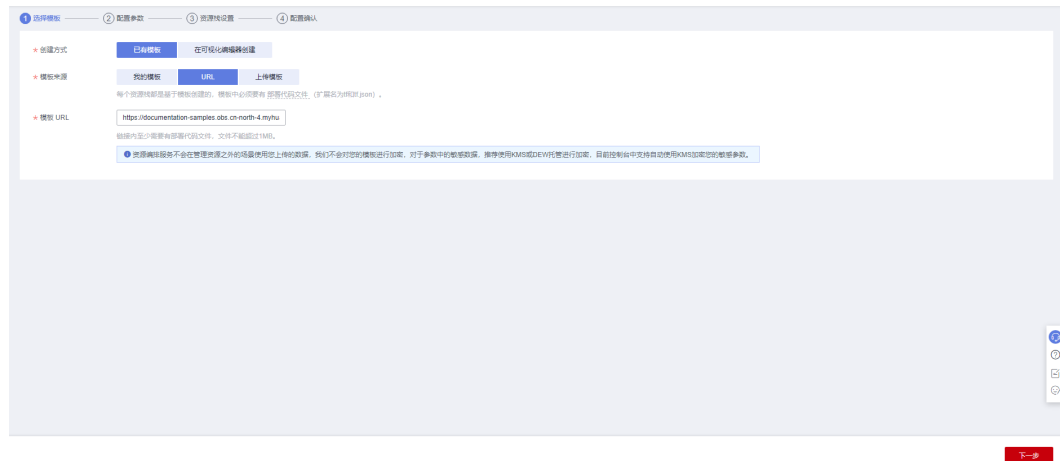 1 选择模板 2 配置参数 3 资源栈设置 4 配置确认
* 创建方式 已有模板 在可视化编辑器创建
* 模板来源 我的模板 URL 上传模板
每个资源栈都是基于模板创建的，模板中必须要有 部署代码文件 （扩展名为tf或tf.json）。
* 模板 URL https://documentation-samples.obs.cn-north-4.myhu
链接内至少需要有部署代码文件，文件不能超过1MB。
资源编排服务不会在管理资源之外的场景使用您上传的数据，我们不会对您的模板进行加密，对于参数中的敏感数据，推荐使用KMS或DEW托管进行加密，目前控制台中支持自动使用KMS加密您的敏感参数。
下一步